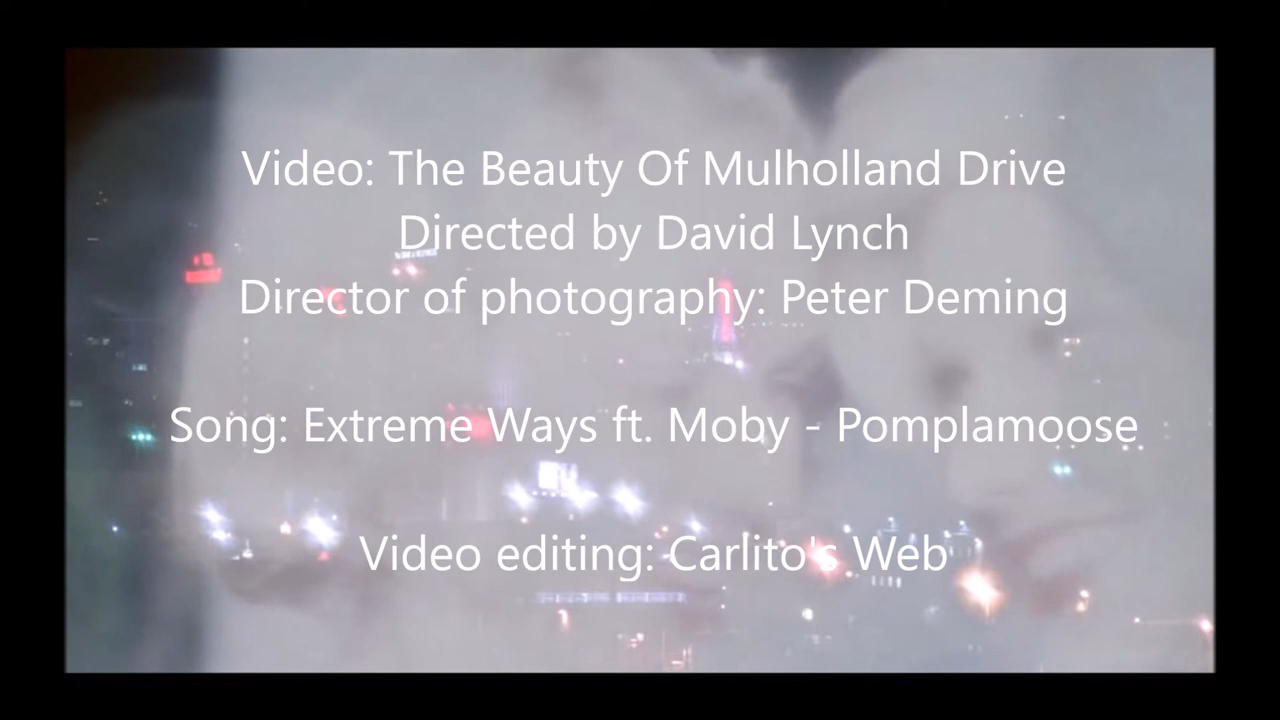 Video: The Beauty Of Mulholland Drive
Directed by David Lynch
Director of photography: Peter Deming
Song: Extreme Ways ft. Moby - Pomplamoose
Video editing: Carlito's Web